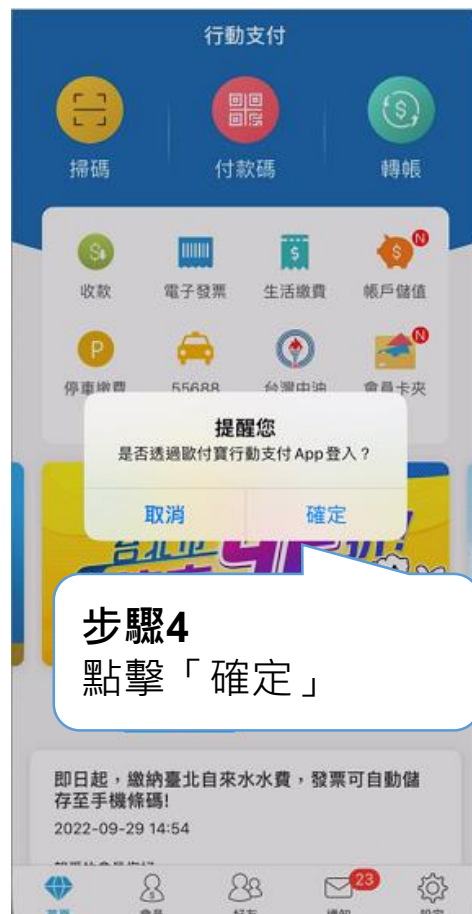 行動支付
掃碼
付款碼
轉帳
收款
電子發票
生活繳費
帳戶儲值
N
停車繳費
55688
台灣中油
會員卡夾
N
提醒您
是否透過歐付寶行動支付App登入?
取消
確定
步驟4
點擊「確定」
即日起,繳納臺北自來水水費,發票可自動儲
存至手機條碼!
2022-09-29 14:54
23